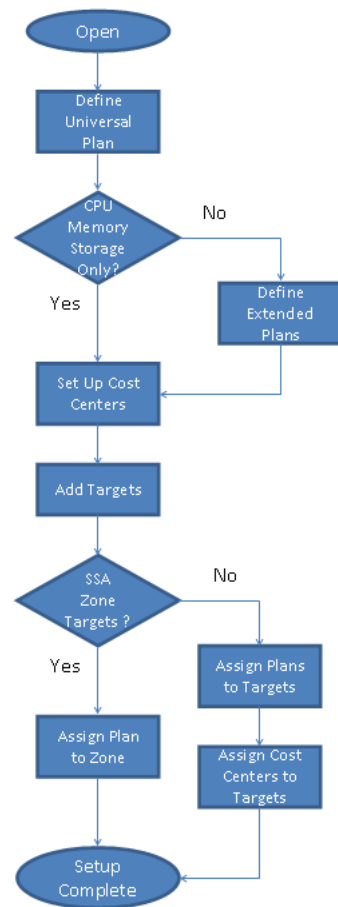 Open
Define
Universal
Plan
CPU
Memory
Storage
Only?
No
Yes
Define
Extended
Plans
Set Up Cost
Centers
Add Targets
SSA
Zone
Targets ?
No
Yes
Assign Plans
to Targets
Assign Plan
to Zone
Assign Cost
Centers to
Targets
Setup
Complete